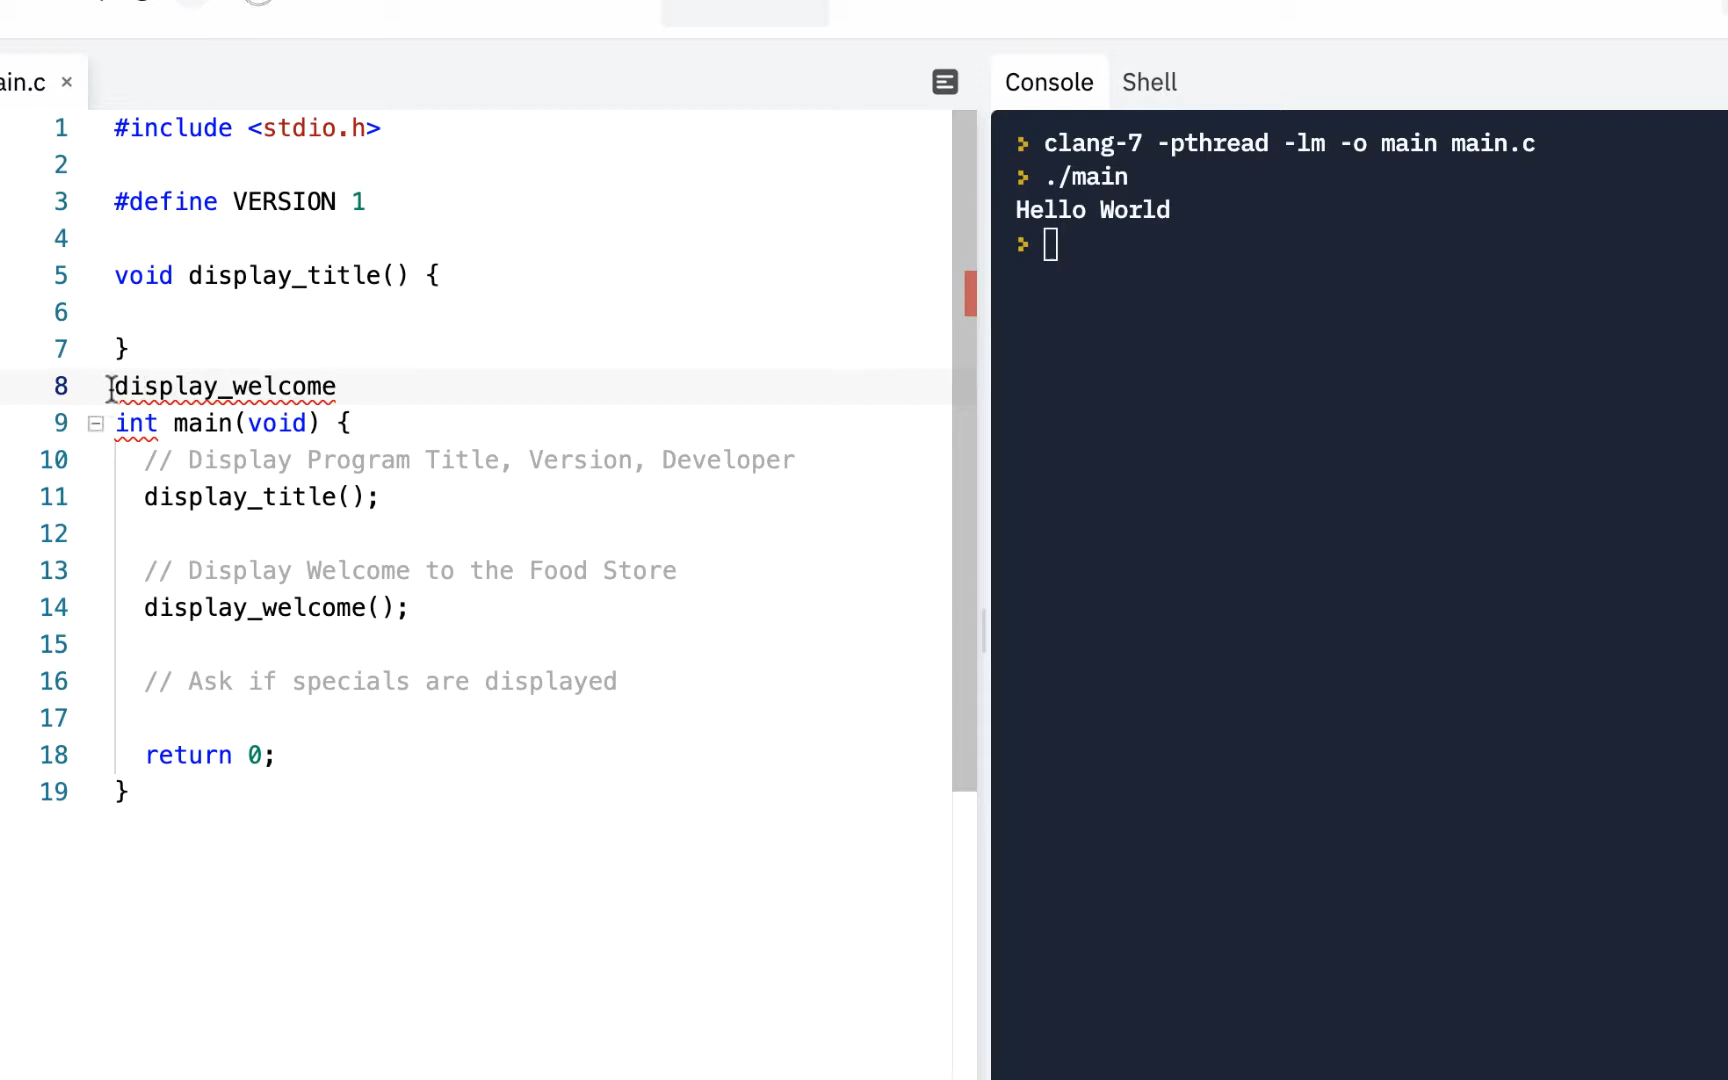 ain.c ×
1 #include <stdio.h>
2
3 #define VERSION 1
4
5 void display_title() {
6
7 }
8 display_welcome
9 int main(void) {
10 // Display Program Title, Version, Developer
11 display_title();
12
13 // Display Welcome to the Food Store
14 display_welcome();
15
16 // Ask if specials are displayed
17
18 return 0;
19 }
Console Shell
clang-7 -pthread -lm -o main main.c
./main
Hello World